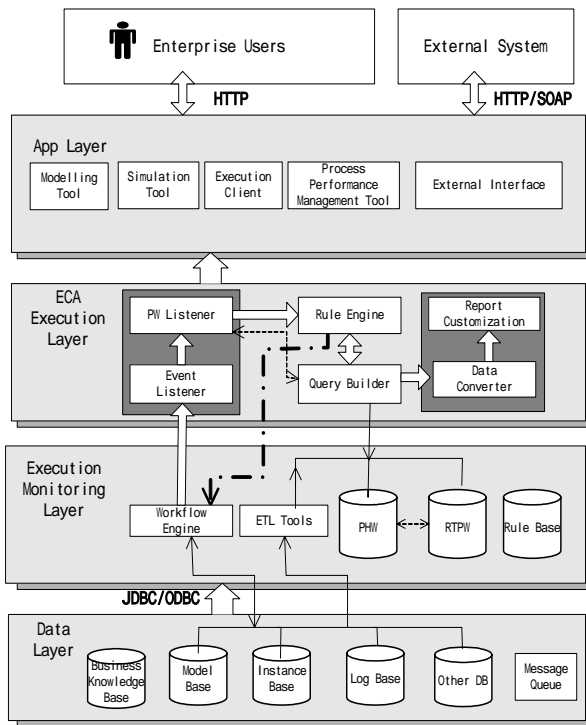 Enterprise Users
External System
HTTP
HTTP/SOAP
App Layer
Modelling
Tool
Simulation
Tool
Execution
Client
Process
Performance
Management Tool
External Interface
ECA
Execution
Layer
PW Listener
Rule Engine
Report
Customization
Event
Listener
Query Builder
Data
Converter
Execution
Monitoring
Layer
Workflow
Engine
ETL Tools
PHW
RTPW
Rule Base
JDBC/ODBC
Data
Layer
Business
Knowledge
Base
Model
Base
Instance
Base
Log Base
Other DB
Message
Queue